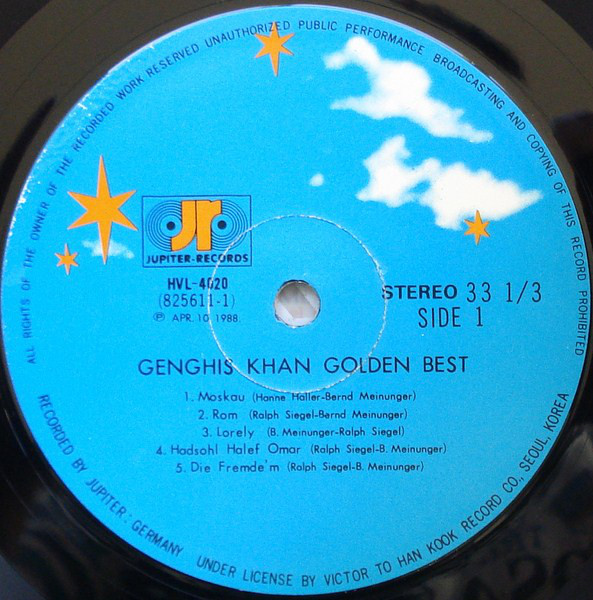 ALL RIGHTS OF THE OWNER OF THE RECORDED WORK RESERVED UNAUTHORIZED PUBLIC PERFORMANCE BROADCASTING AND COPYING OF THIS RECORD PROHIBITED
jr
JUPITER-RECORDS
HVL-4020
(825611-1)
Ⓟ APR. 10. 1988.
STEREO 33 1/3
SIDE 1
GENGHIS KHAN GOLDEN BEST
1. Moskau (Hanne Haller-Bernd Meinunger)
2. Rom (Ralph Siegel-Bernd Meinunger)
3. Lorely (B. Meinunger-Ralph Siegel)
4. Hadsohl Halef Omar (Ralph Siegel-B. Meinunger)
5. Die Fremde'm (Ralph Siegel-B. Meinunger)
RECORDED BY JUPITER: GERMANY UNDER LICENSE BY VICTOR TO HAN KOOK RECORD CO., SEOUL, KOREA